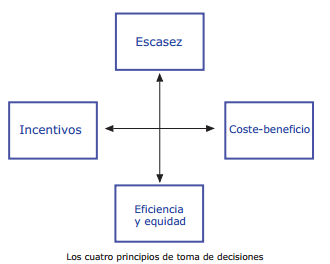 Escasez
Incentivos
Coste-beneficio
Eficiencia
y equidad
Los cuatro principios de toma de decisiones